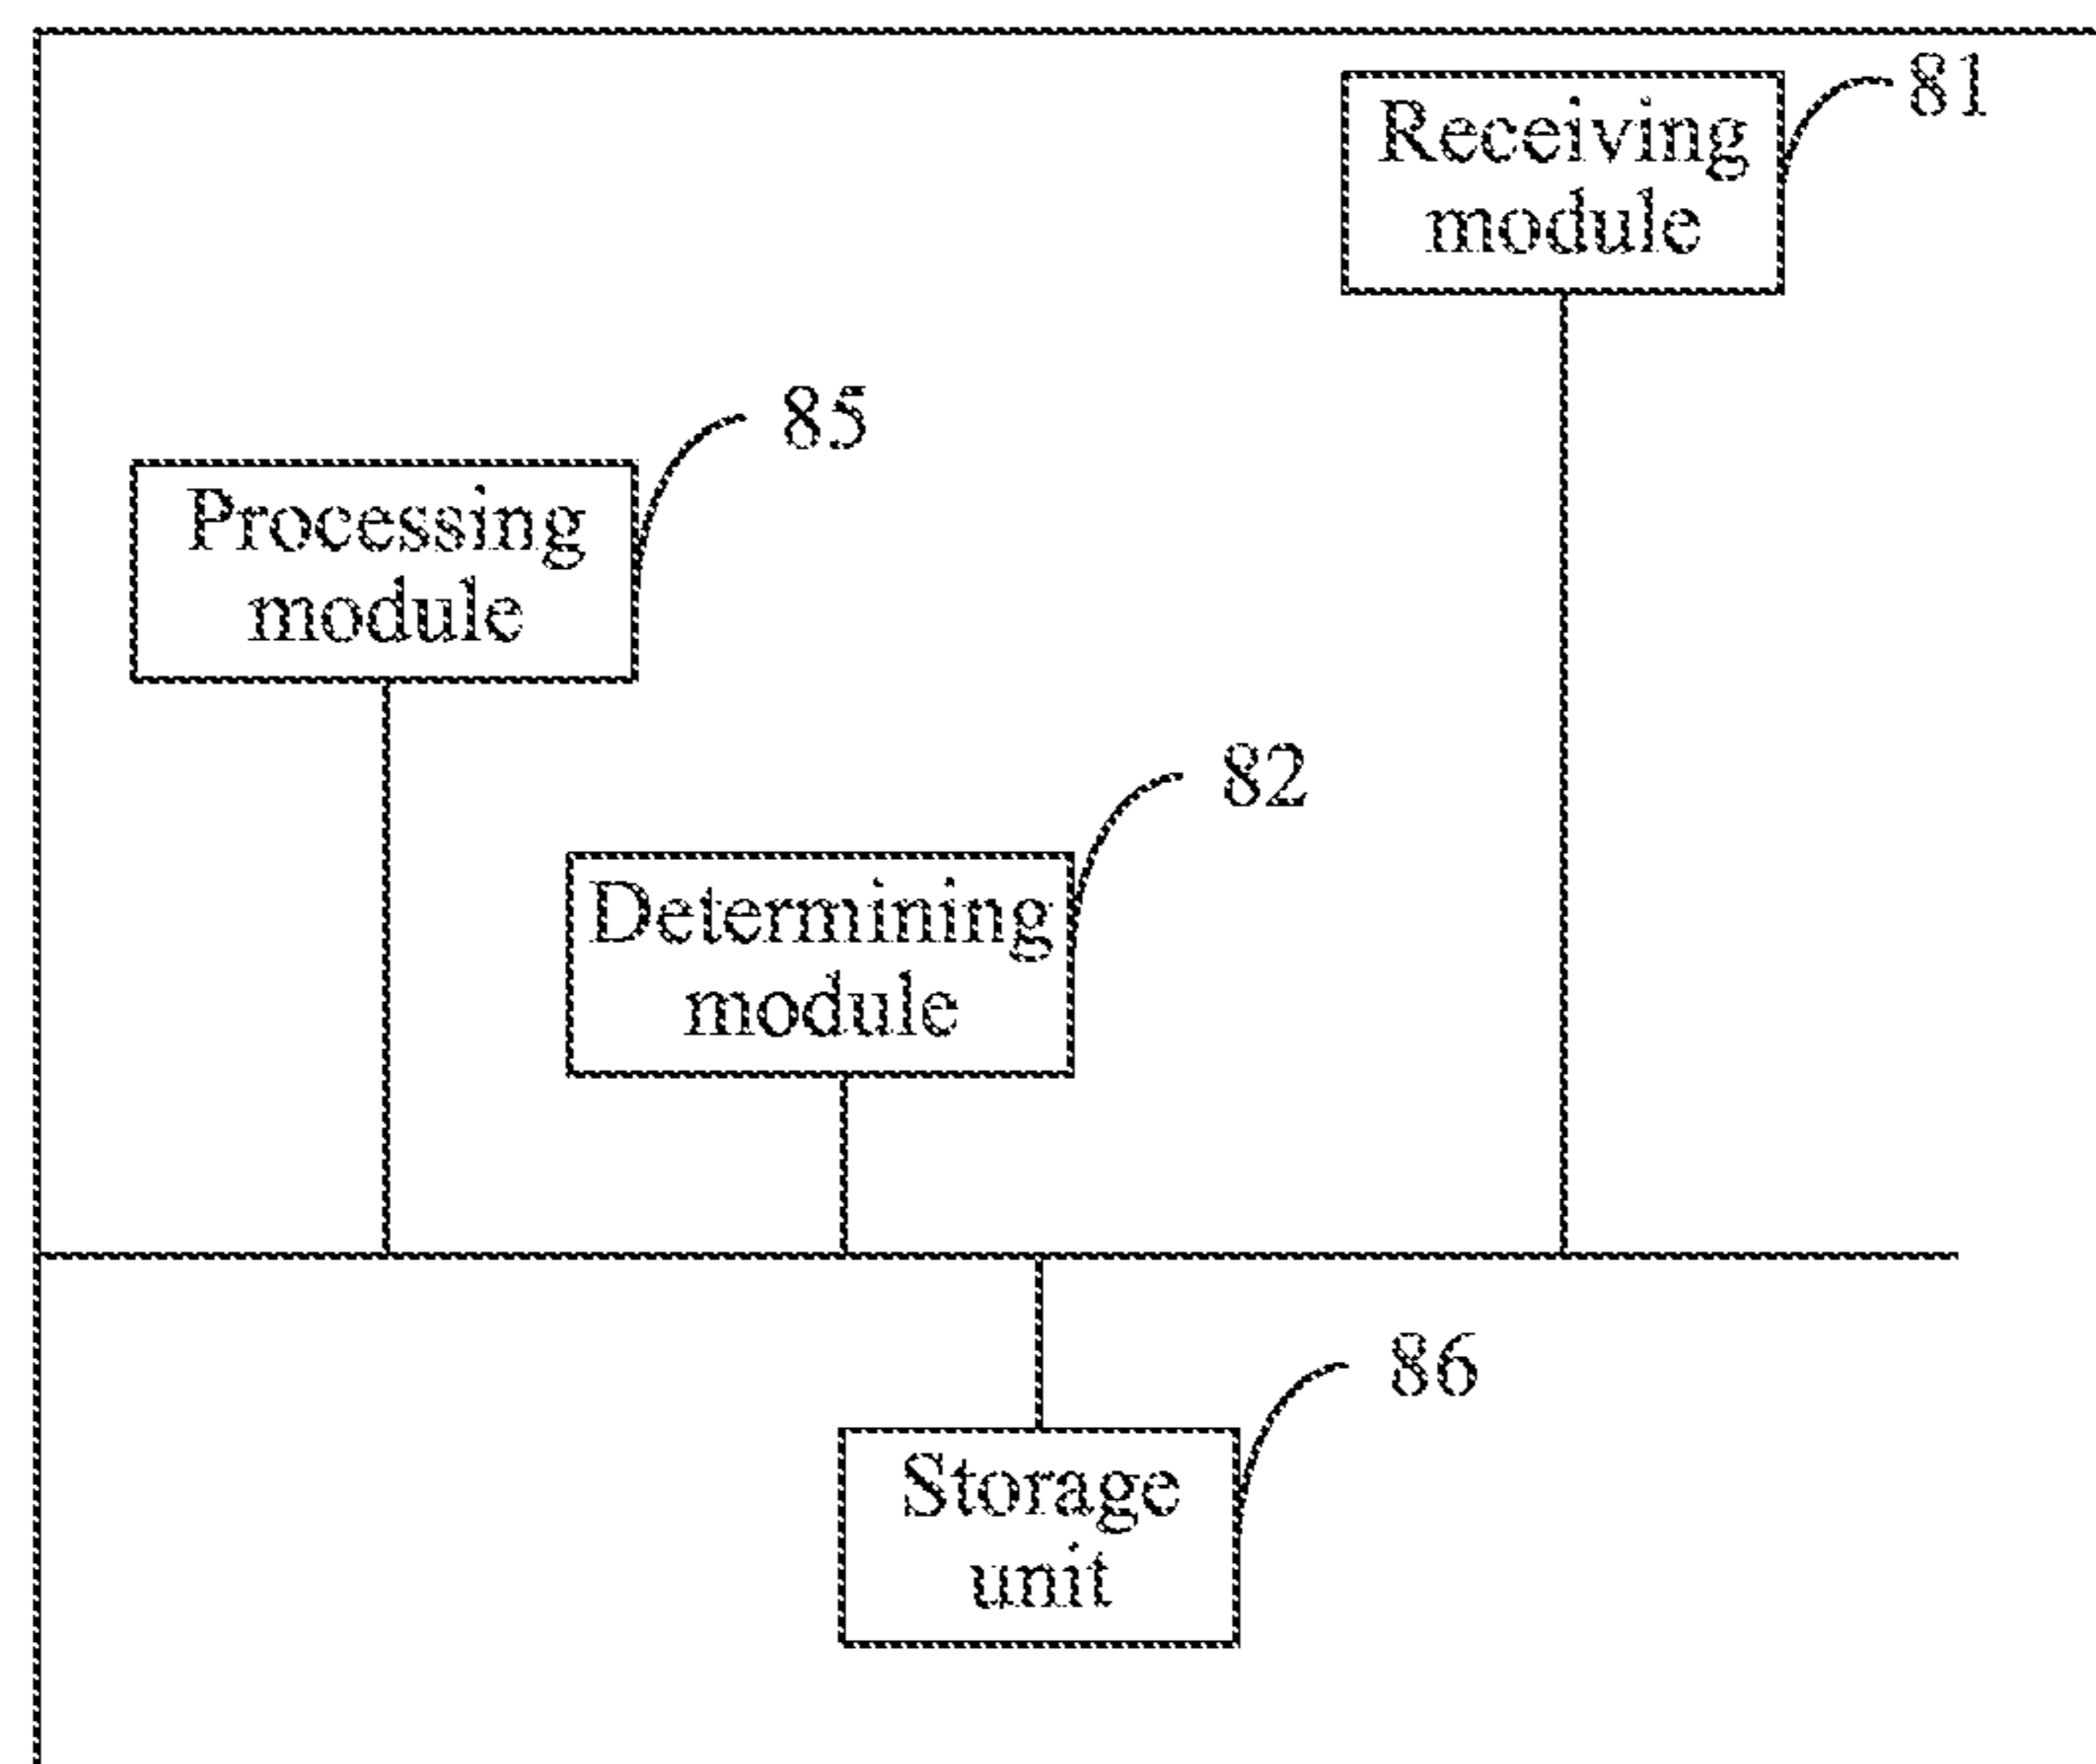 81
Receiving
module
85
Processing
module
82
Determining
module
86
Storage
unit